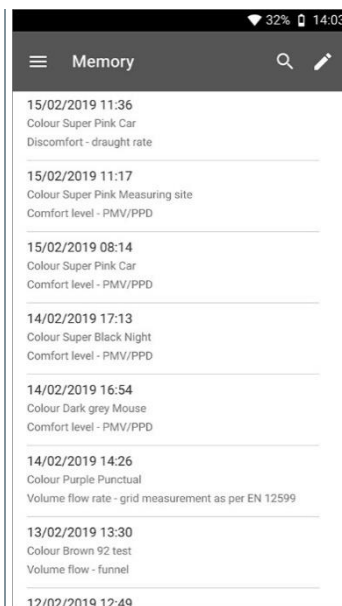 32% 14:03
Memory
15/02/2019 11:36
Colour Super Pink Car
Discomfort - draught rate
15/02/2019 11:17
Colour Super Pink Measuring site
Comfort level - PMV/PPD
15/02/2019 08:14
Colour Super Pink Car
Comfort level - PMV/PPD
14/02/2019 17:13
Colour Super Black Night
Comfort level - PMV/PPD
14/02/2019 16:54
Colour Dark grey Mouse
Comfort level - PMV/PPD
14/02/2019 14:26
Colour Purple Punctual
Volume flow rate - grid measurement as per EN 12599
13/02/2019 13:30
Colour Brown 92 test
Volume flow - funnel
12/02/2019 12:49